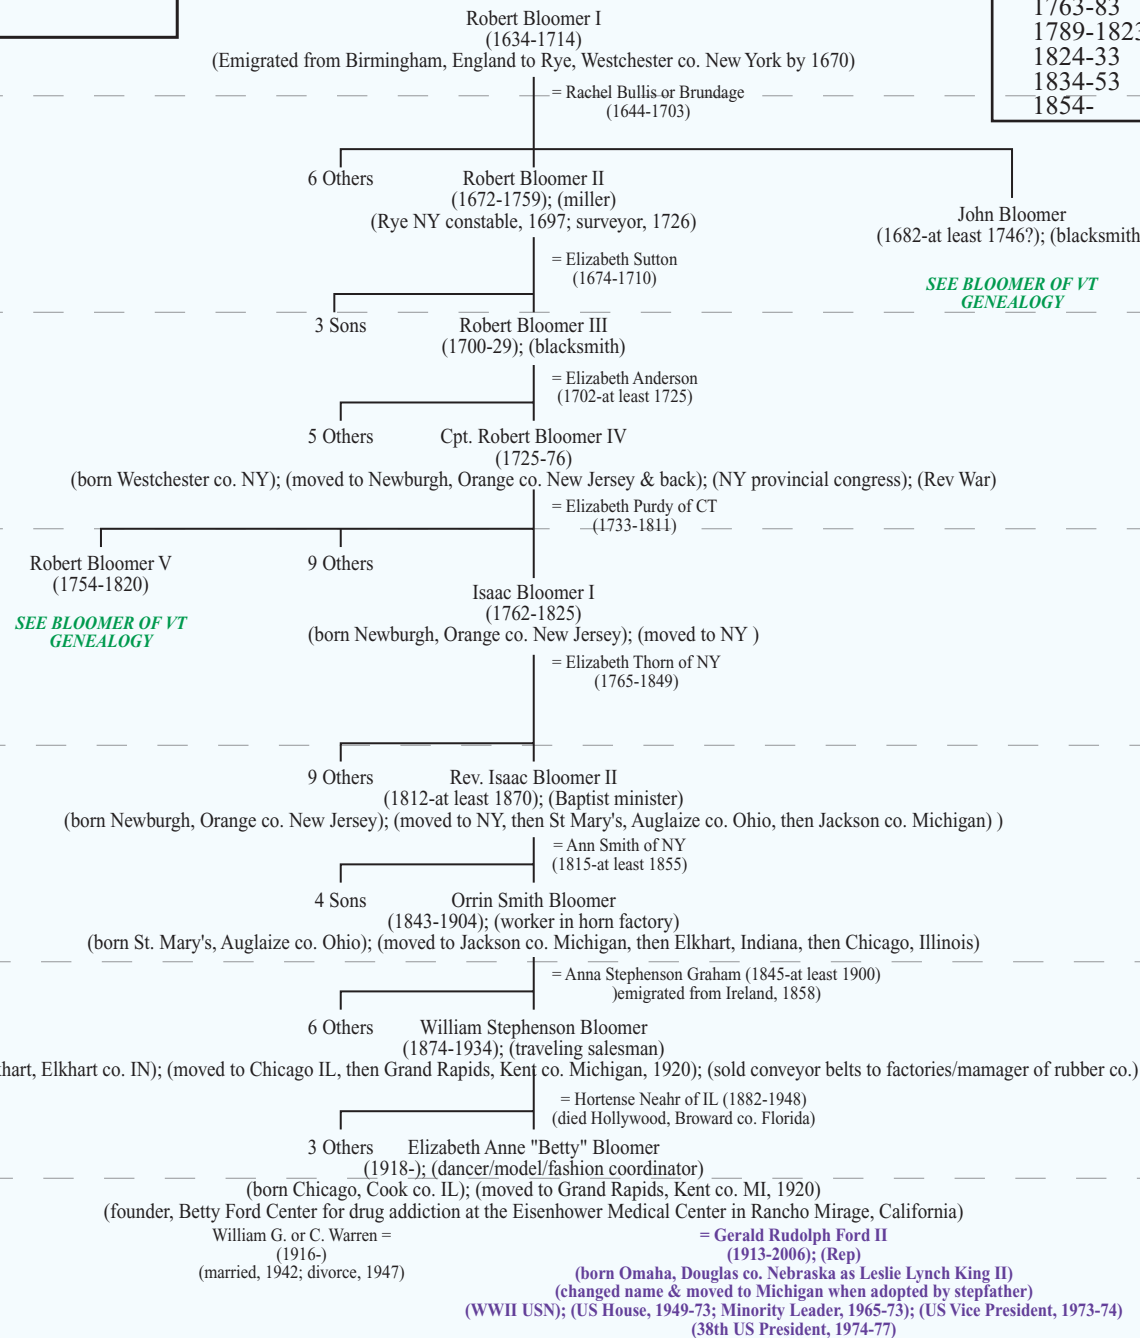 Robert Bloomer I
(1634-1714)
(Emigrated from Birmingham, England to Rye, Westchester co. New York by 1670)
1763-83
1789-1823
1824-33
1834-53
1854-
= Rachel Bullis or Brundage
(1644-1703)
6 Others
Robert Bloomer II
(1672-1759); (miller)
(Rye NY constable, 1697; surveyor, 1726)
John Bloomer
(1682-at least 1746?); (blacksmith
SEE BLOOMER OF VT
GENEALOGY
= Elizabeth Sutton
(1674-1710)
3 Sons
Robert Bloomer III
(1700-29); (blacksmith)
= Elizabeth Anderson
(1702-at least 1725)
5 Others
Cpt. Robert Bloomer IV
(1725-76)
(born Westchester co. NY); (moved to Newburgh, Orange co. New Jersey & back); (NY provincial congress); (Rev War)
= Elizabeth Purdy of CT
(1733-1811)
Robert Bloomer V
(1754-1820)
SEE BLOOMER OF VT
GENEALOGY
9 Others
Isaac Bloomer I
(1762-1825)
(born Newburgh, Orange co. New Jersey); (moved to NY )
= Elizabeth Thorn of NY
(1765-1849)
9 Others
Rev. Isaac Bloomer II
(1812-at least 1870); (Baptist minister)
(born Newburgh, Orange co. New Jersey); (moved to NY, then St Mary's, Auglaize co. Ohio, then Jackson co. Michigan) )
= Ann Smith of NY
(1815-at least 1855)
4 Sons
Orrin Smith Bloomer
(1843-1904); (worker in horn factory)
(born St. Mary's, Auglaize co. Ohio); (moved to Jackson co. Michigan, then Elkhart, Indiana, then Chicago, Illinois)
= Anna Stephenson Graham (1845-at least 1900)
)emigrated from Ireland, 1858)
6 Others
William Stephenson Bloomer
(1874-1934); (traveling salesman)
khart, Elkhart co. IN); (moved to Chicago IL, then Grand Rapids, Kent co. Michigan, 1920); (sold conveyor belts to factories/mamager of rubber co.)
= Hortense Neahr of IL (1882-1948)
(died Hollywood, Broward co. Florida)
3 Others
Elizabeth Anne "Betty" Bloomer
(1918-); (dancer/model/fashion coordinator)
(born Chicago, Cook co. IL); (moved to Grand Rapids, Kent co. MI, 1920)
(founder, Betty Ford Center for drug addiction at the Eisenhower Medical Center in Rancho Mirage, California)
William G. or C. Warren =
(1916-)
(married, 1942; divorce, 1947)
= Gerald Rudolph Ford II
(1913-2006); (Rep)
(born Omaha, Douglas co. Nebraska as Leslie Lynch King II)
(changed name & moved to Michigan when adopted by stepfather)
(WWII USN); (US House, 1949-73; Minority Leader, 1965-73); (US Vice President, 1973-74)
(38th US President, 1974-77)